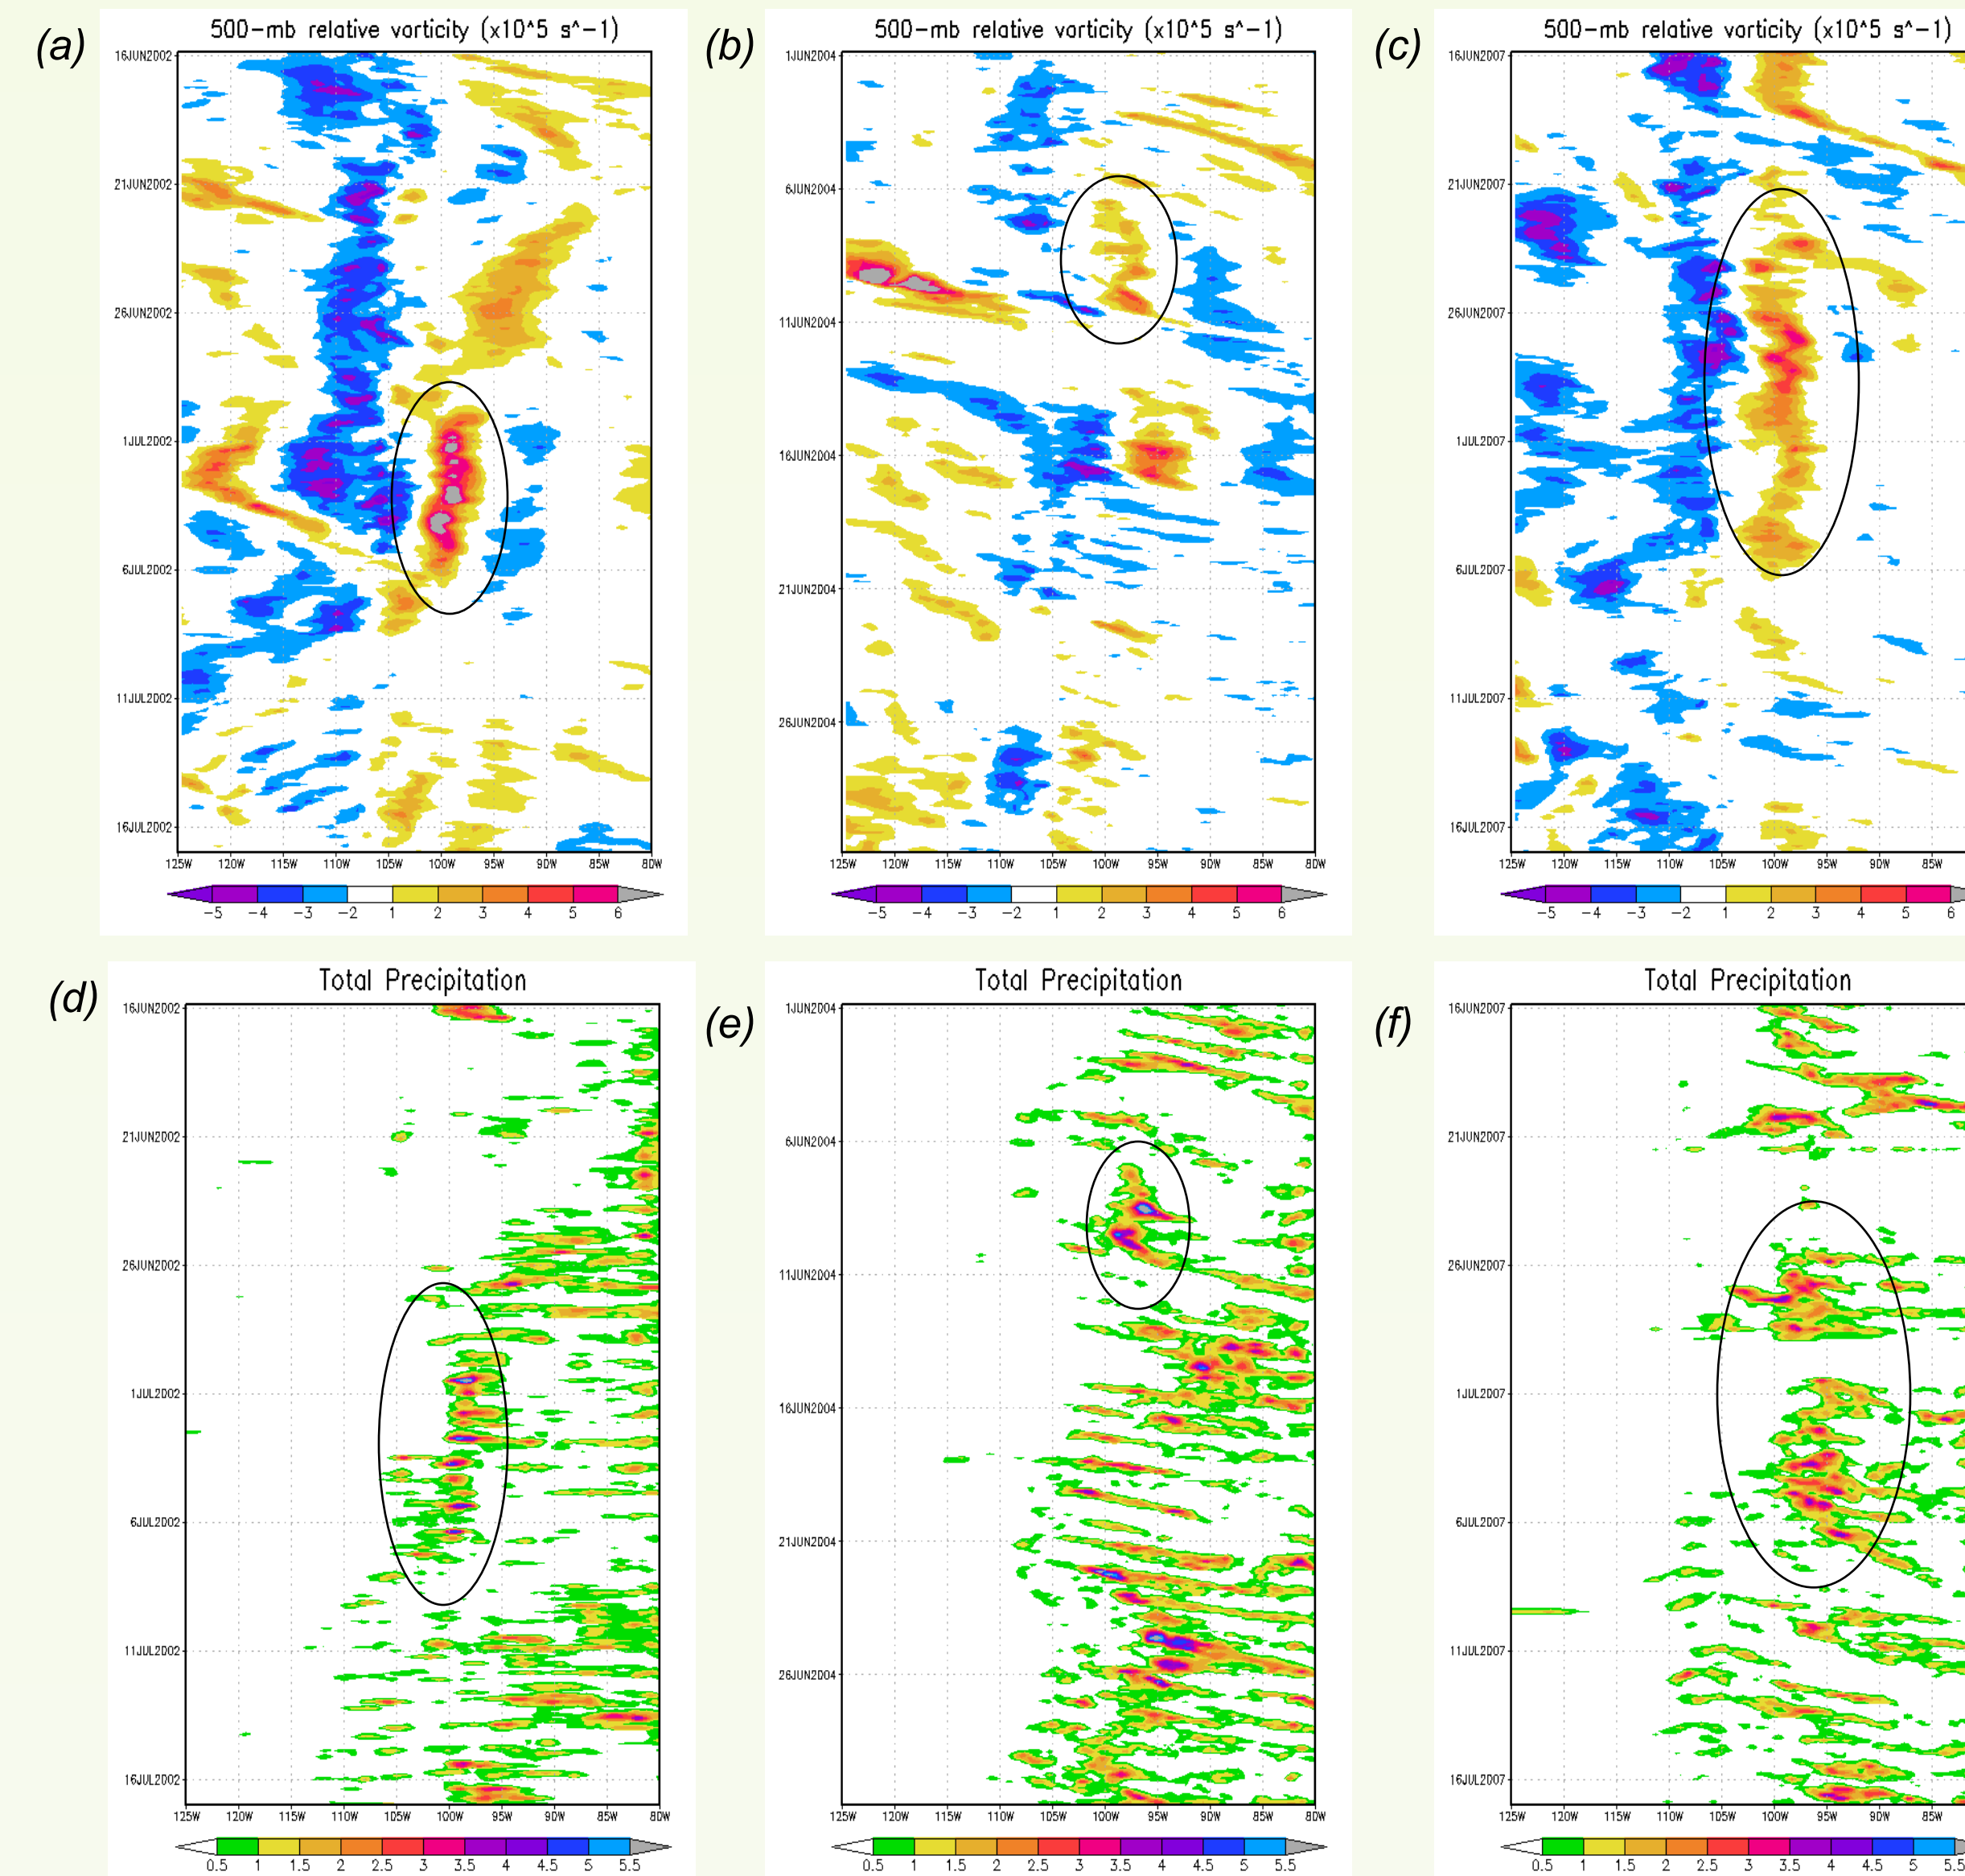 (a)
500-mb relative vorticity (x10^5 s^-1)
16JUN2002
21JUN2002
26JUN2002
1JUL2002
6JUL2002
11JUL2002
16JUL2002
125W 120W 115W 110W 105W 100W 95W 90W 85W 80W
-5 -4 -3 -2 1 2 3 4 5 6
(b)
500-mb relative vorticity (x10^5 s^-1)
1JUN2004
6JUN2004
11JUN2004
16JUN2004
21JUN2004
26JUN2004
125W 120W 115W 110W 105W 100W 95W 90W 85W 80W
-5 -4 -3 -2 1 2 3 4 5 6
(c)
500-mb relative vorticity (x10^5 s^-1)
16JUN2007
21JUN2007
26JUN2007
1JUL2007
6JUL2007
11JUL2007
16JUL2007
125W 120W 115W 110W 105W 100W 95W 90W 85W
-5 -4 -3 -2 1 2 3 4 5 6
(d)
Total Precipitation
16JUN2002
21JUN2002
26JUN2002
1JUL2002
6JUL2002
11JUL2002
16JUL2002
125W 120W 115W 110W 105W 100W 95W 90W 85W 80W
0.5 1 1.5 2 2.5 3 3.5 4 4.5 5 5.5
(e)
Total Precipitation
1JUN2004
6JUN2004
11JUN2004
16JUN2004
21JUN2004
26JUN2004
125W 120W 115W 110W 105W 100W 95W 90W 85W 80W
0.5 1 1.5 2 2.5 3 3.5 4 4.5 5 5.5
(f)
Total Precipitation
16JUN2007
21JUN2007
26JUN2007
1JUL2007
6JUL2007
11JUL2007
16JUL2007
125W 120W 115W 110W 105W 100W 95W 90W 85W
0.5 1 1.5 2 2.5 3 3.5 4 4.5 5 5.5